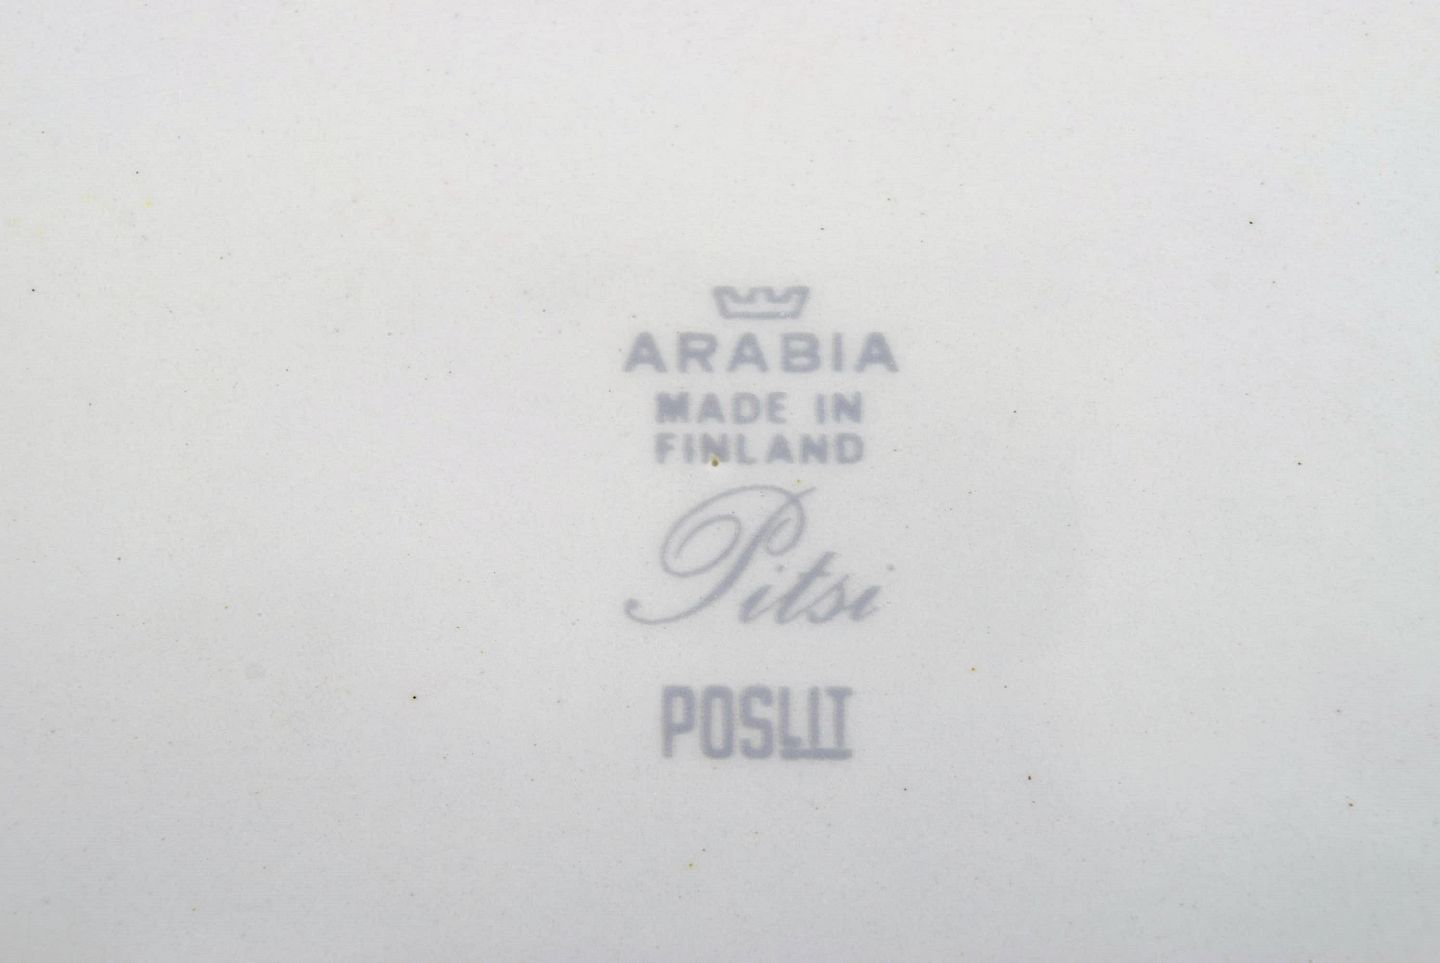 ARABIA
MADE IN
FINLAND
Pitsi
POSLIT